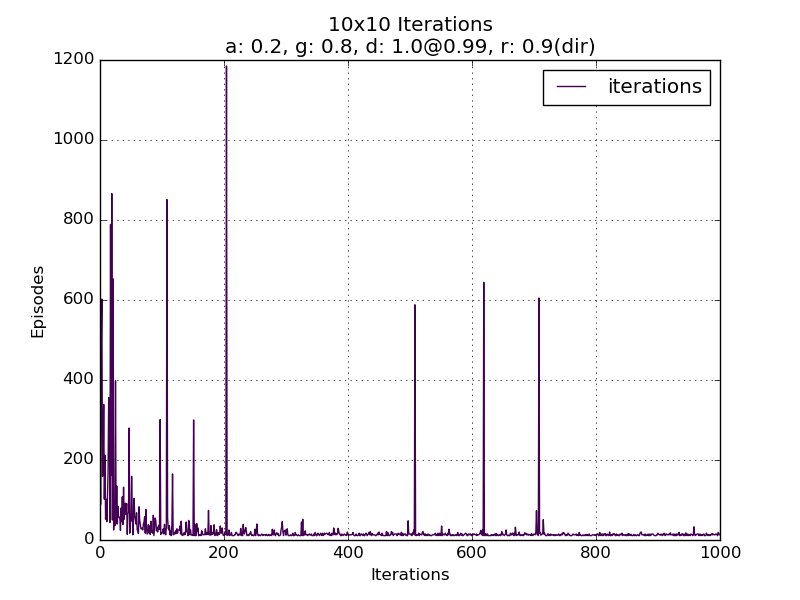 10x10 Iterations
a: 0.2, g: 0.8, d: 1.0@0.99, r: 0.9(dir)
iterations
1200
1000
800
600
400
200
0
Episodes
0 200 400 600 800 1000
Iterations